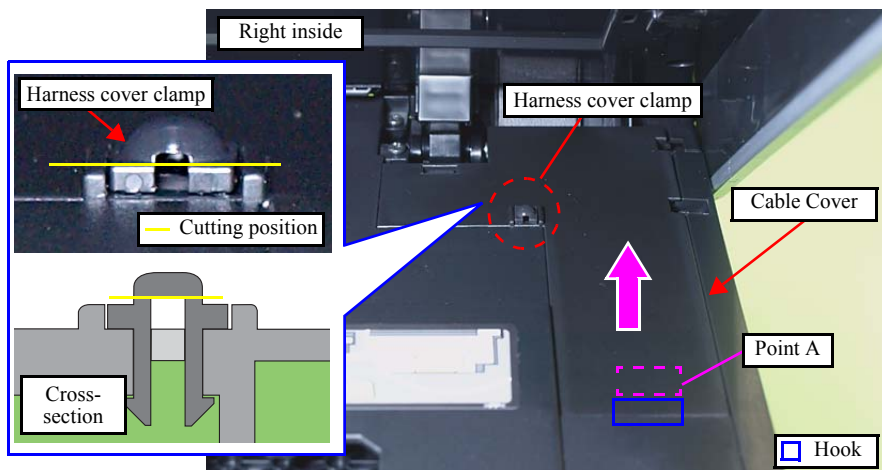 Right inside
Harness cover clamp
Harness cover clamp
Cable Cover
Cutting position
Point A
Cross-
section
Hook